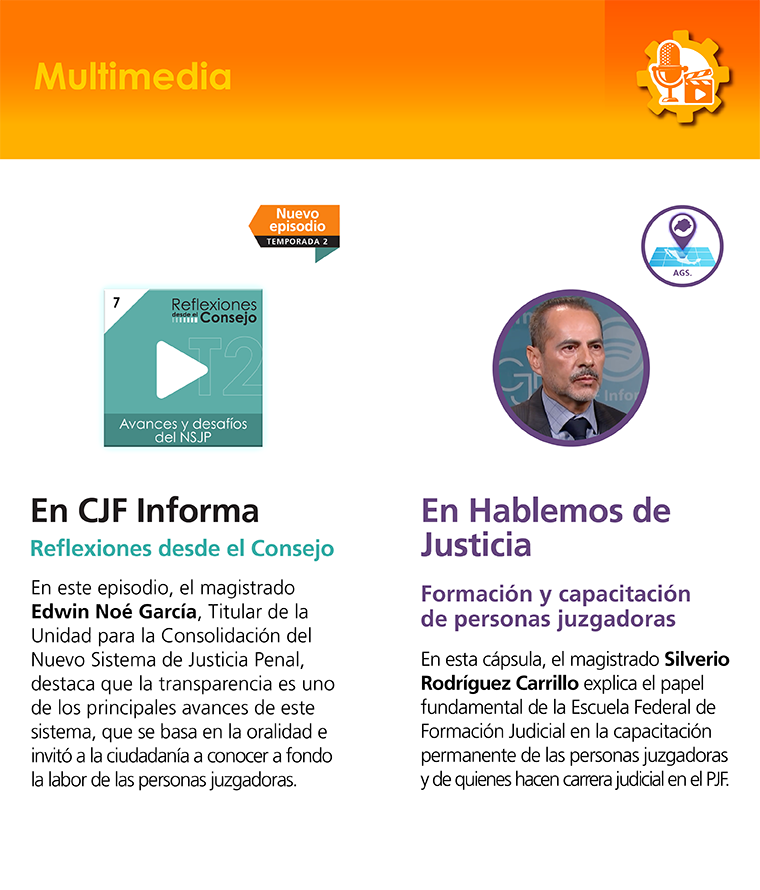 Multimedia
Nuevo
episodio
TEMPORADA 2
7
Reflexiones
desde el
Consejo
T2
Avances y desafíos
del NSJP
En CJF Informa
Reflexiones desde el Consejo
En este episodio, el magistrado
Edwin Noé García, Titular de la
Unidad para la Consolidación del
Nuevo Sistema de Justicia Penal,
destaca que la transparencia es uno
de los principales avances de este
sistema, que se basa en la oralidad e
invitó a la ciudadanía a conocer a fondo
la labor de las personas juzgadoras.
AGS.
Infor
En Hablemos de
Justicia
Formación y capacitación
de personas juzgadoras
En esta cápsula, el magistrado Silverio
Rodríguez Carrillo explica el papel
fundamental de la Escuela Federal de
Formación Judicial en la capacitación
permanente de las personas juzgadoras
y de quienes hacen carrera judicial en el PJF.